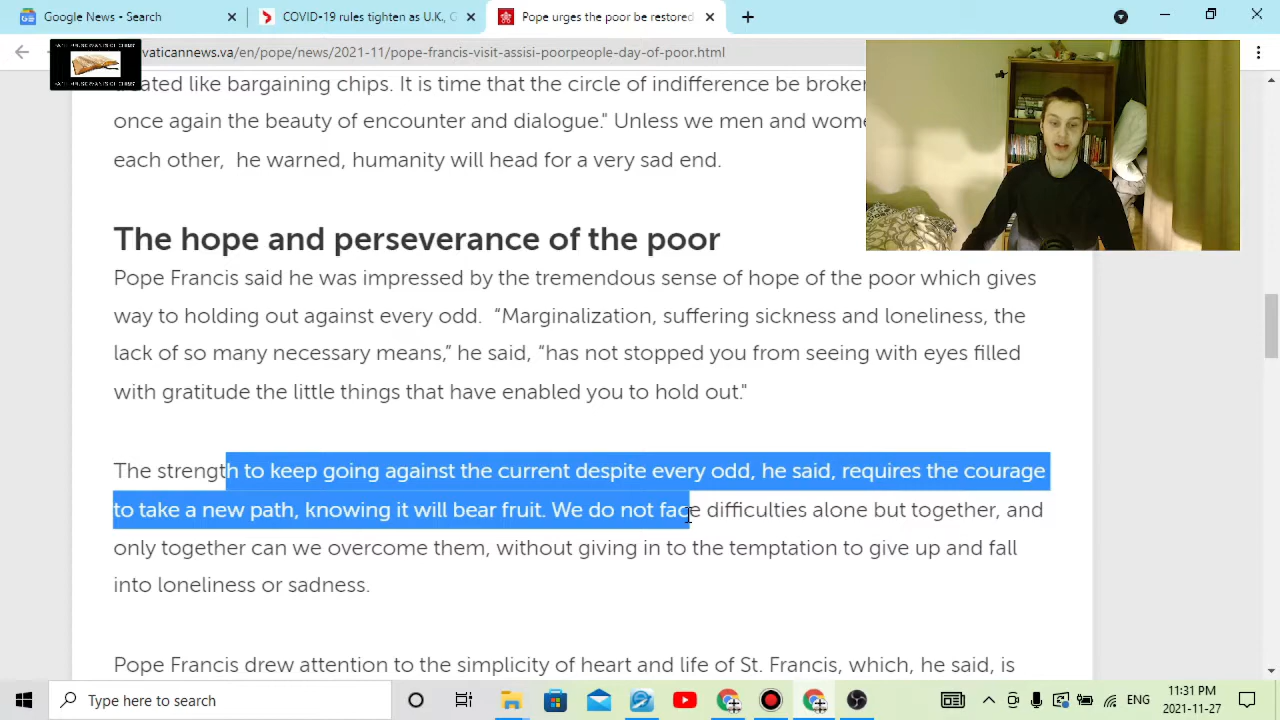 Google News - Search
COVID-19 rules tighten as U.K., G
ges the poor be restored
vaticannews.va/en/pope/news/2021-11/pope-francis-visit-assisi-poorpeople-day-of-poor.html
FAITHFUL SERVANTS OF CHRIST
FAITHFUL SERVANTS OF CHRIST
treated like bargaining chips. It is time that the circle of indifference be broken
once again the beauty of encounter and dialogue." Unless we men and wome
each other, he warned, humanity will head for a very sad end.
The hope and perseverance of the poor
Pope Francis said he was impressed by the tremendous sense of hope of the poor which gives
way to holding out against every odd. “Marginalization, suffering sickness and loneliness, the
lack of so many necessary means,” he said, “has not stopped you from seeing with eyes filled
with gratitude the little things that have enabled you to hold out."
The strength to keep going against the current despite every odd, he said, requires the courage
to take a new path, knowing it will bear fruit. We do not face difficulties alone but together, and
only together can we overcome them, without giving in to the temptation to give up and fall
into loneliness or sadness.
Pope Francis drew attention to the simplicity of heart and life of St. Francis, which, he said, is
Type here to search
ENG
11:31 PM
2021-11-27